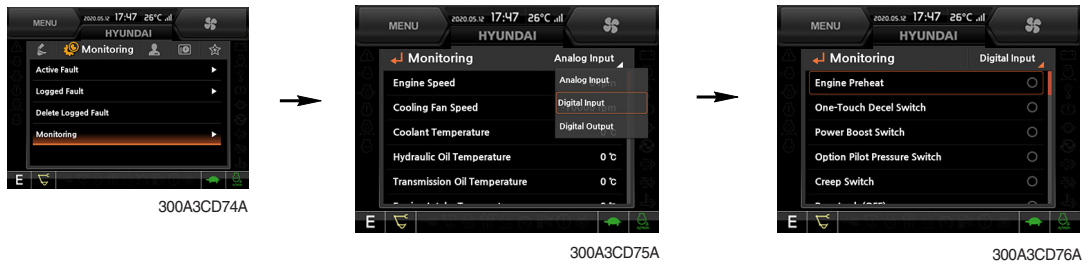 MENU
2020.05.12 17:47 26°C
HYUNDAI
Monitoring
Active Fault
Logged Fault
Delete Logged Fault
Monitoring
E
300A3CD74A
MENU
2020.05.12 17:47 26°C
HYUNDAI
Monitoring Analog Input
Engine Speed
Analog Input
Cooling Fan Speed
Digital Input
Coolant Temperature
Digital Output
Hydraulic Oil Temperature 0 ℃
Transmission Oil Temperature 0 ℃
E
300A3CD75A
MENU
2020.05.12 17:47 26°C
HYUNDAI
Monitoring Digital Input
Engine Preheat
One-Touch Decel Switch
Power Boost Switch
Option Pilot Pressure Switch
Creep Switch
E
300A3CD76A